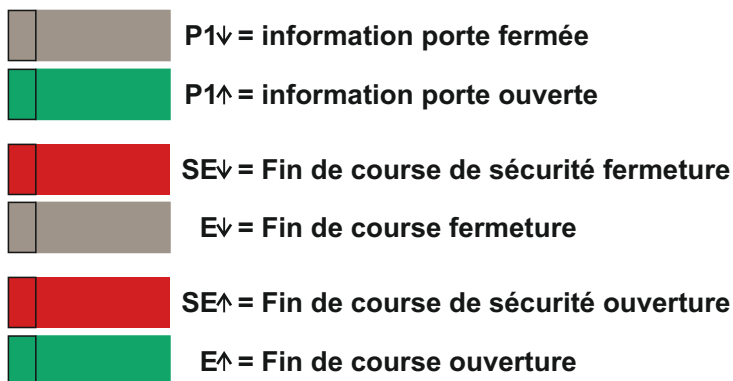 P1↓ = information porte fermée
P1↑ = information porte ouverte
SE↓ = Fin de course de sécurité fermeture
E↓ = Fin de course fermeture
SE↑ = Fin de course de sécurité ouverture
E↑ = Fin de course ouverture